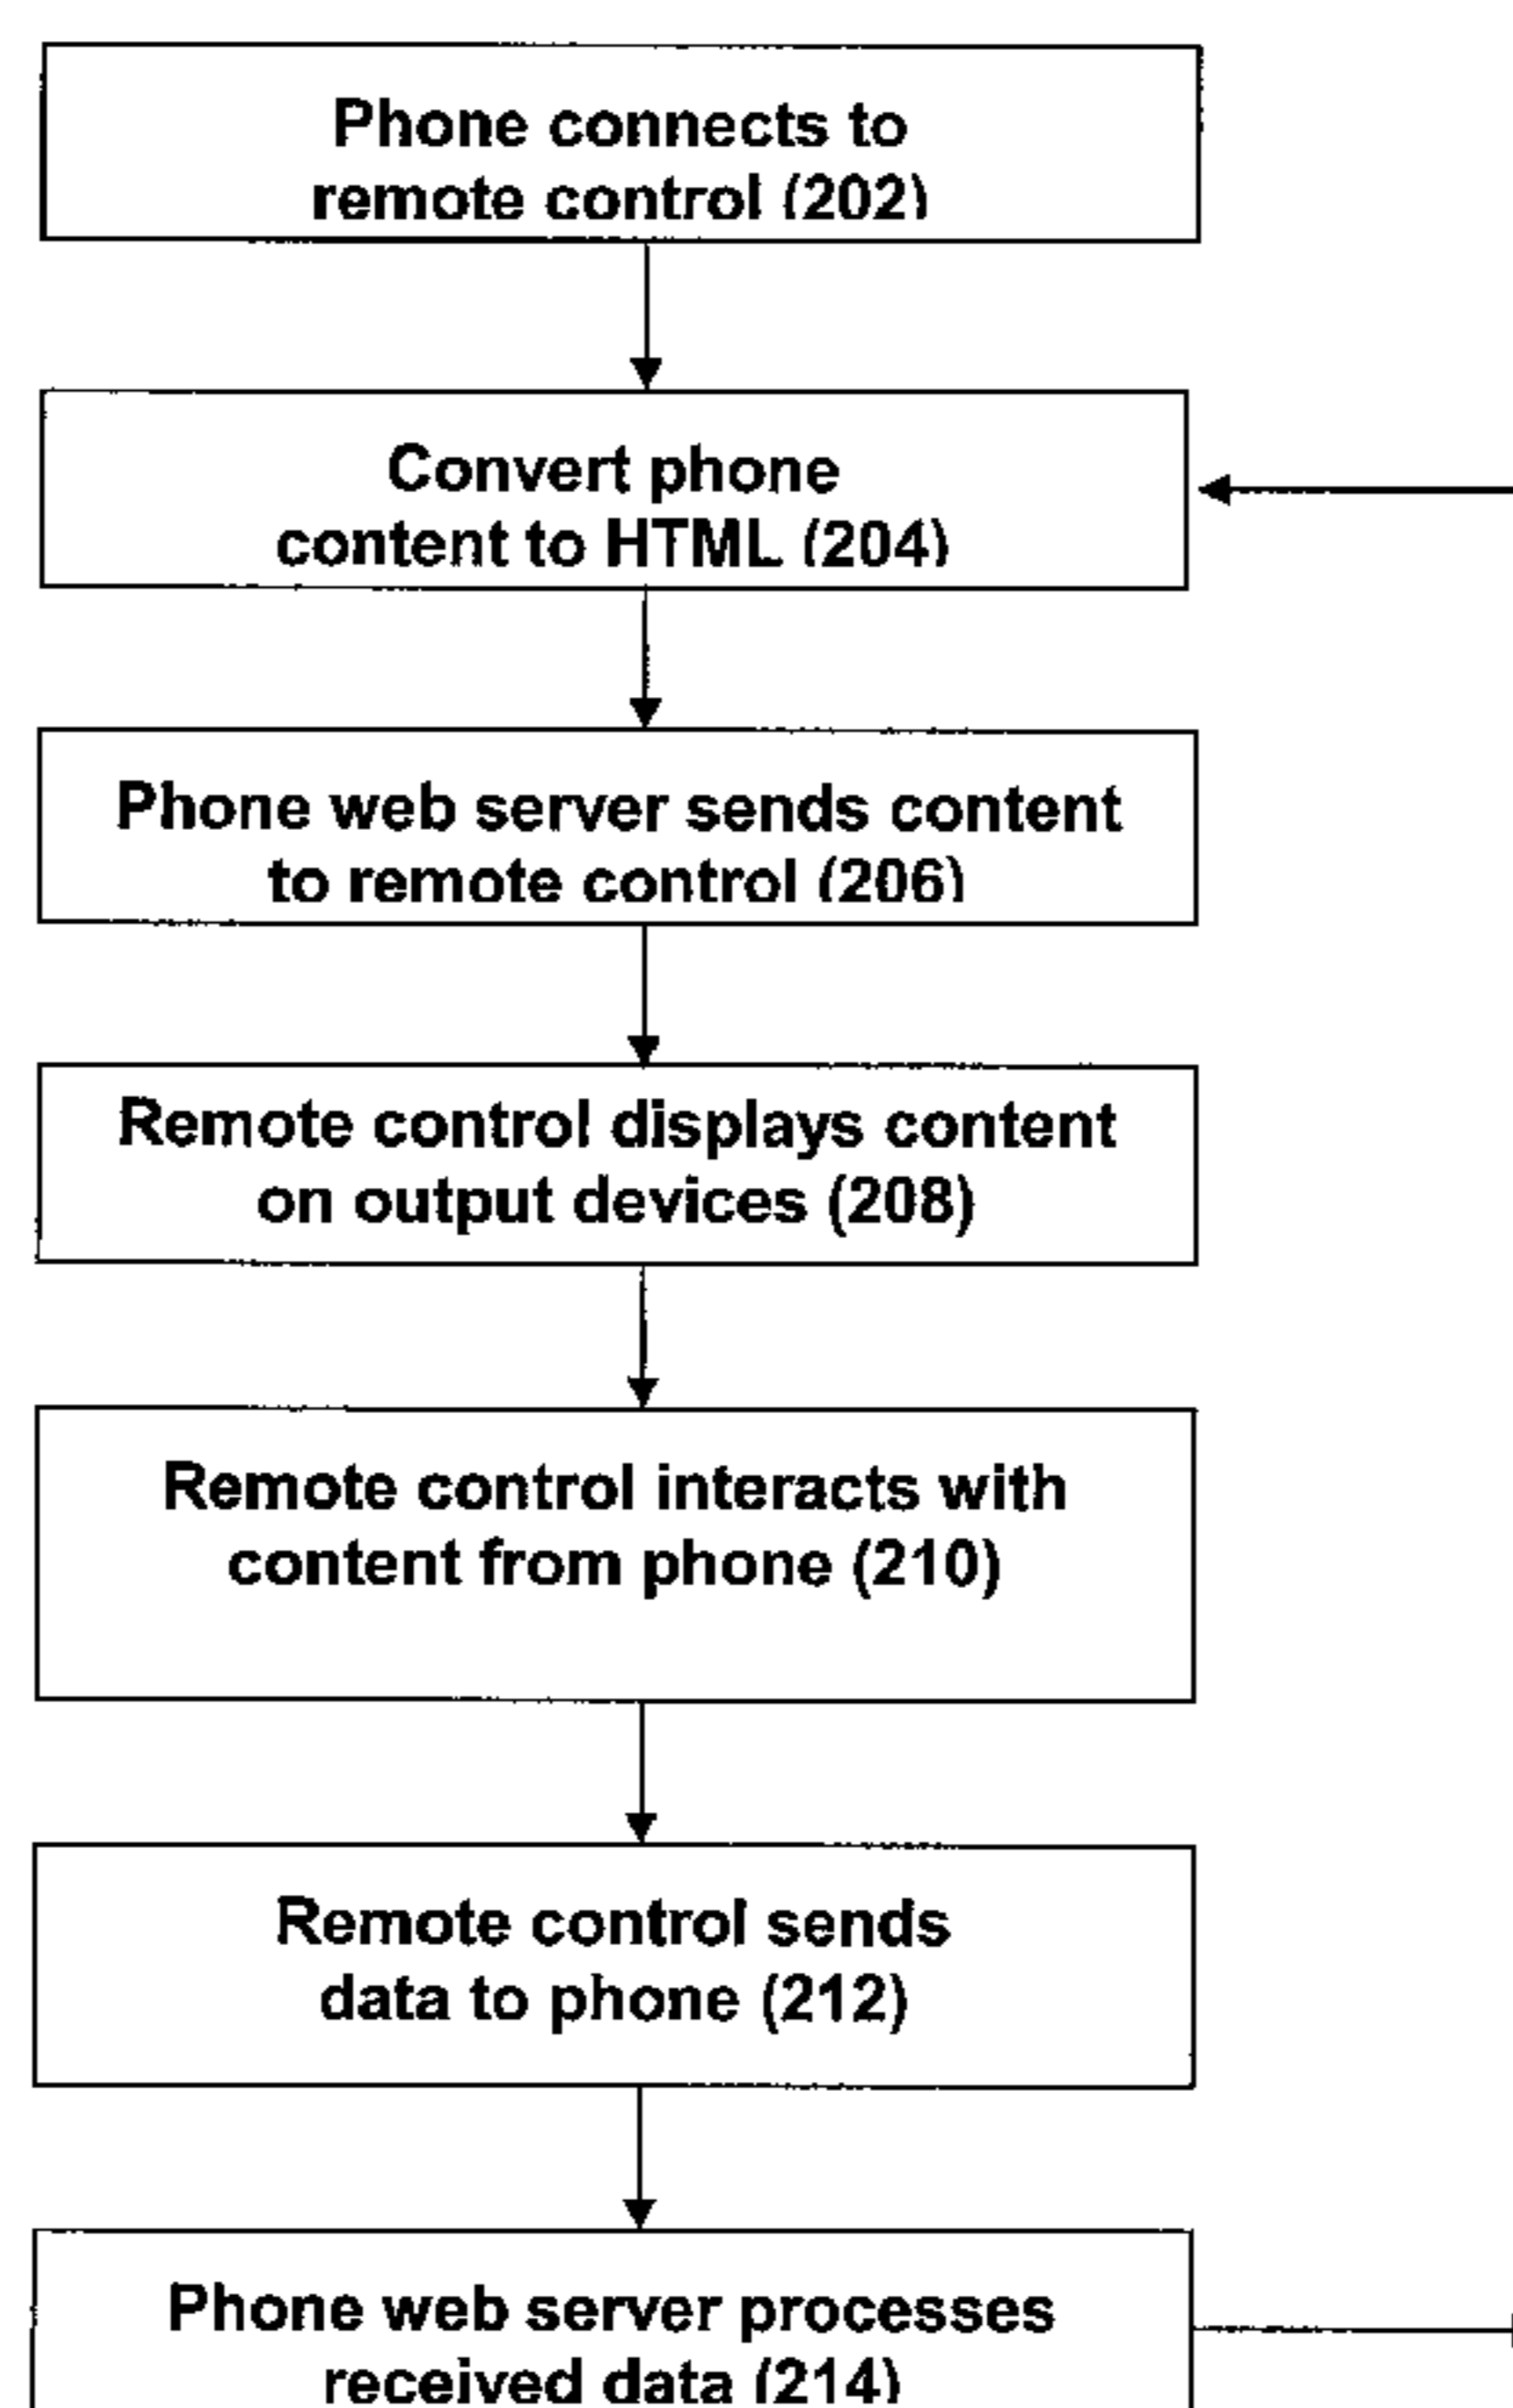 Phone connects to
remote control (202)
Convert phone
content to HTML (204)
Phone web server sends content
to remote control (206)
Remote control displays content
on output devices (208)
Remote control interacts with
content from phone (210)
Remote control sends
data to phone (212)
Phone web server processes
received data (214)